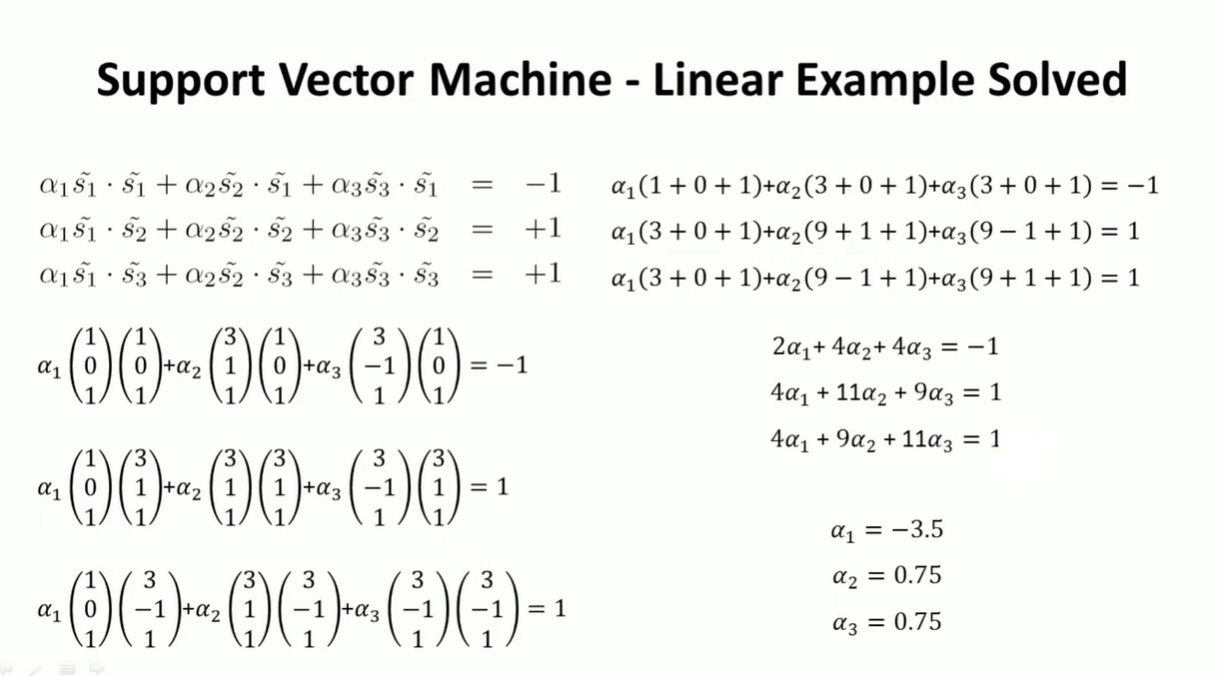 Support Vector Machine - Linear Example Solved
α₁s̃₁ · s̃₁ + α₂s̃₂ · s̃₁ + α₃s̃₃ · s̃₁ = −1
α₁s̃₁ · s̃₂ + α₂s̃₂ · s̃₂ + α₃s̃₃ · s̃₂ = +1
α₁s̃₁ · s̃₃ + α₂s̃₂ · s̃₃ + α₃s̃₃ · s̃₃ = +1
α₁(1 0 1)(1 0 1)+α₂(3 1 1)(1 0 1)+α₃(3 −1 1)(1 0 1) = −1
α₁(1 0 1)(3 1 1)+α₂(3 1 1)(3 1 1)+α₃(3 −1 1)(3 1 1) = 1
α₁(1 0 1)(3 −1 1)+α₂(3 1 1)(3 −1 1)+α₃(3 −1 1)(3 −1 1) = 1
α₁(1 + 0 + 1)+α₂(3 + 0 + 1)+α₃(3 + 0 + 1) = −1
α₁(3 + 0 + 1)+α₂(9 + 1 + 1)+α₃(9 − 1 + 1) = 1
α₁(3 + 0 + 1)+α₂(9 − 1 + 1)+α₃(9 + 1 + 1) = 1
2α₁+ 4α₂+ 4α₃ = −1
4α₁ + 11α₂ + 9α₃ = 1
4α₁ + 9α₂ + 11α₃ = 1
α₁ = −3.5
α₂ = 0.75
α₃ = 0.75